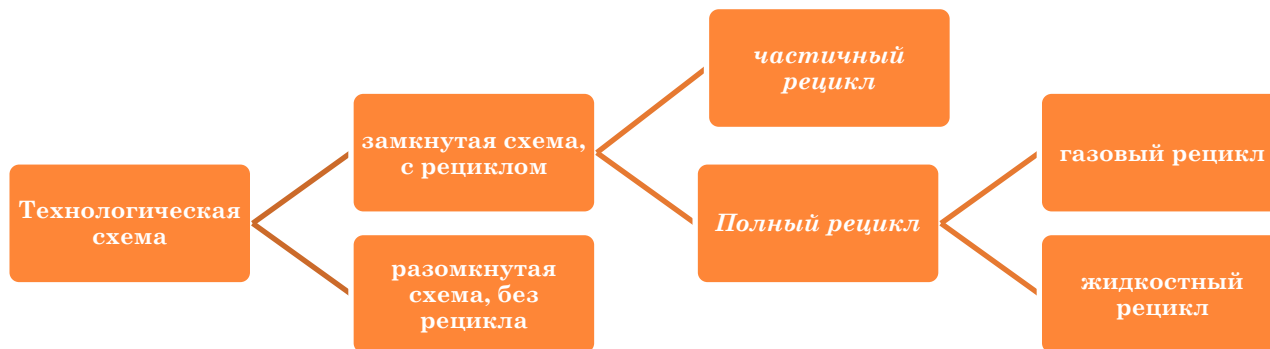 частичный
рецикл
замкнутая схема,
с рециклом
газовый рецикл
Технологическая
схема
Полный рецикл
разомкнутая
схема, без
рецикла
жидкостный
рецикл